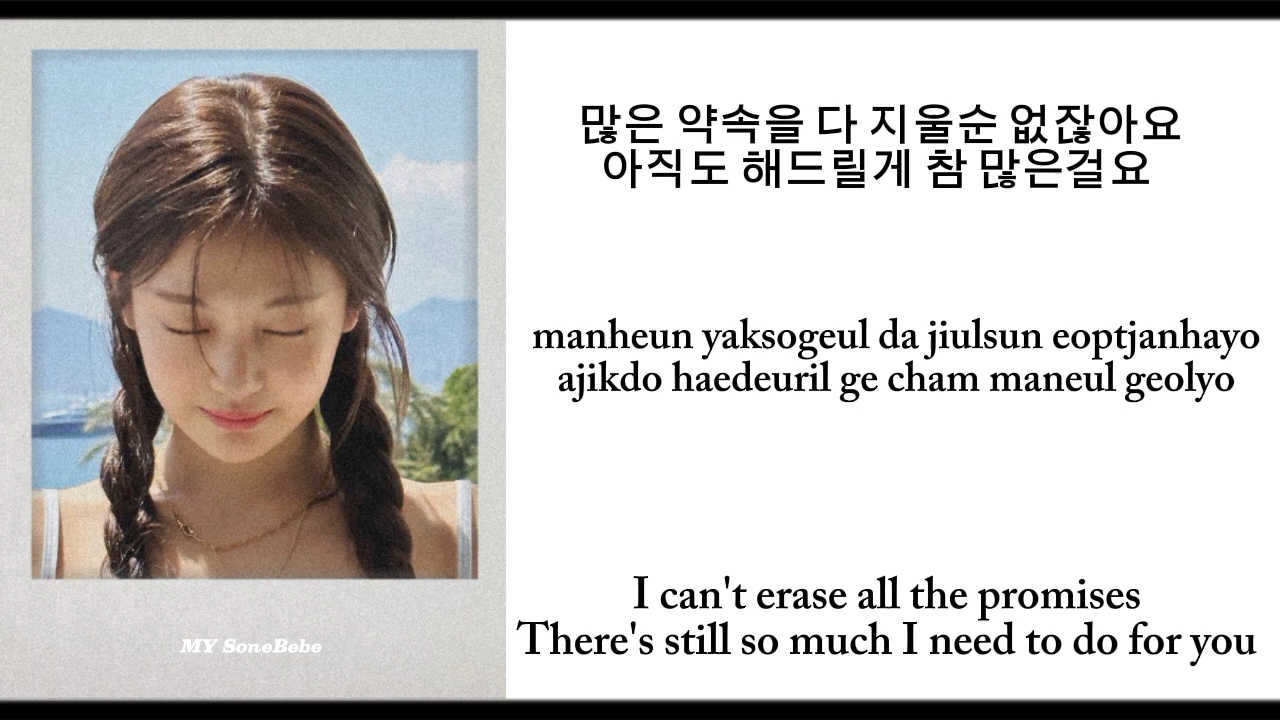 많은 약속을 다 지울순 없잖아요
아직도 해드릴게 참 많은걸요
manheun yaksogeul da jiulsun eoptjanhayo
ajikdo haedeuril ge cham maneul geolyo
I can't erase all the promises
There's still so much I need to do for you
MY SoneBebe